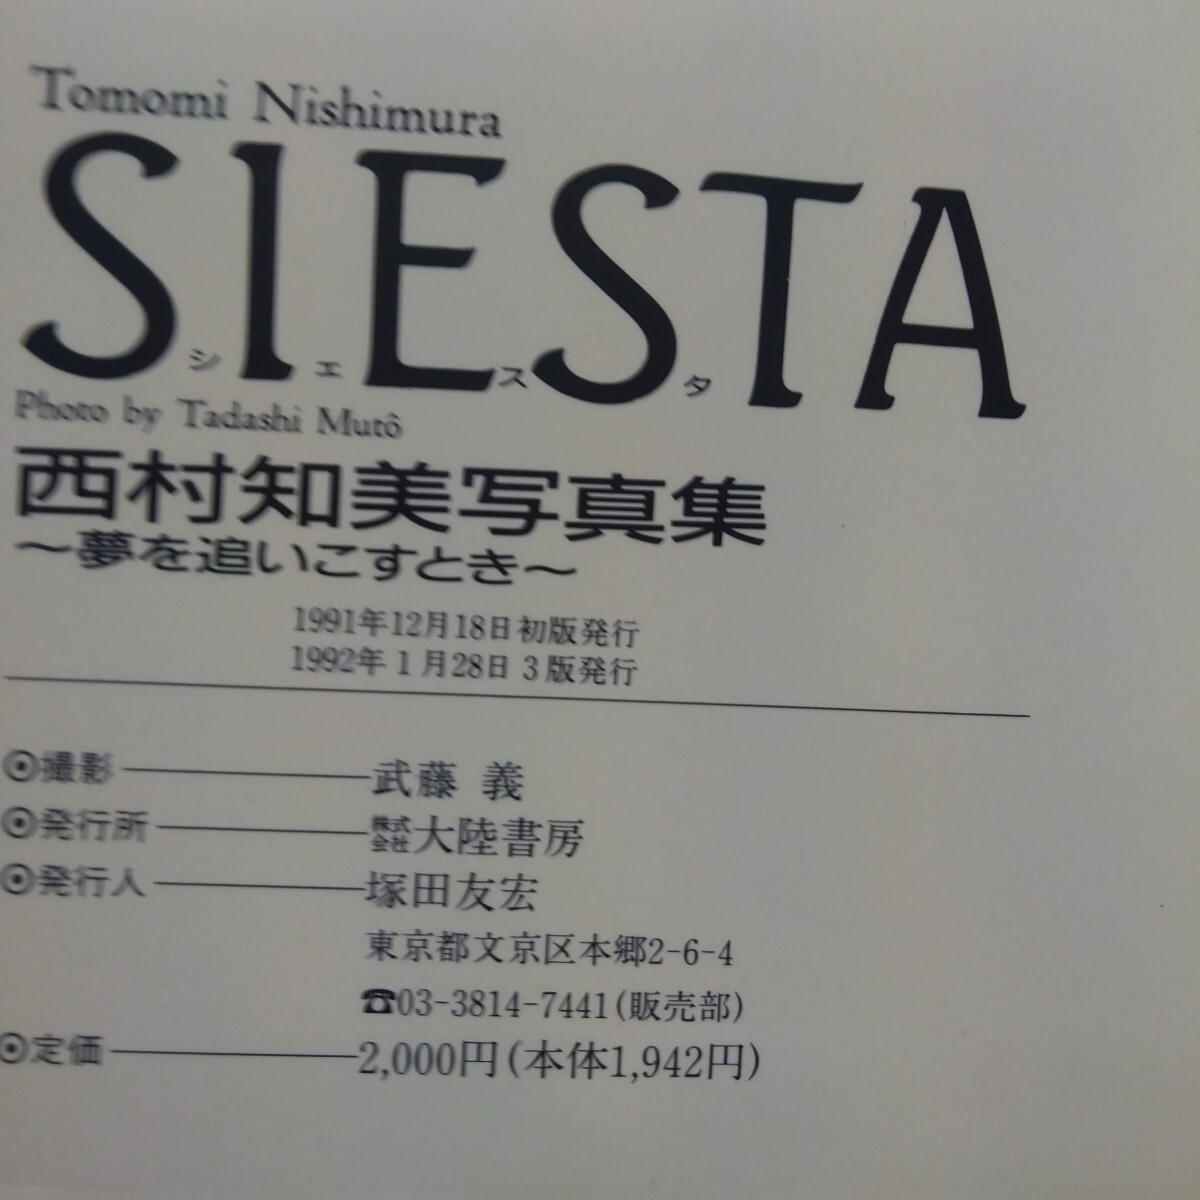 Tomomi Nishimura
SIESTA
シエスタ
Photo by Tadashi Mutô
西村知美写真集
～夢を追いこすとき～
1991年12月18日初版発行
1992年1月28日3版発行
◉撮影――武藤 義
◉発行所――株式会社大陸書房
◉発行人――塚田友宏
東京都文京区本郷2-6-4
☎03-3814-7441(販売部)
◉定価――2,000円(本体1,942円)